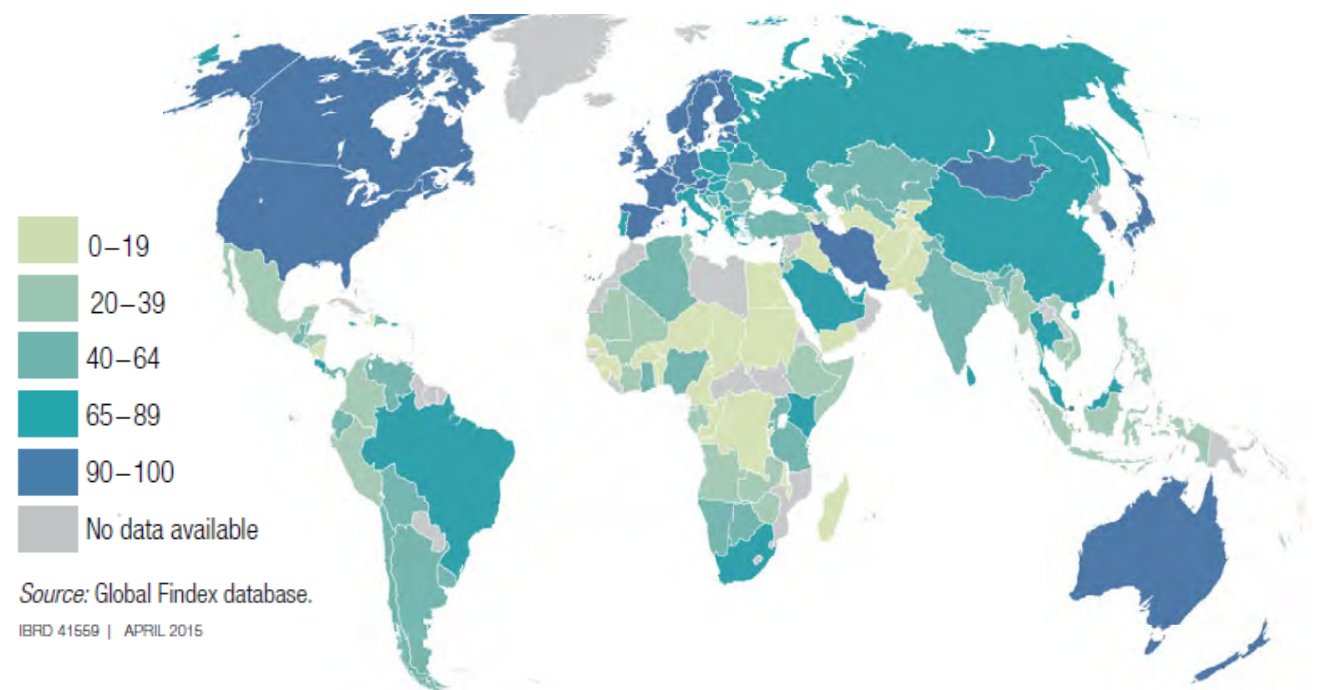 0–19
20–39
40–64
65–89
90–100
No data available
Source: Global Findex database.
IBRD 41559 | APRIL 2015